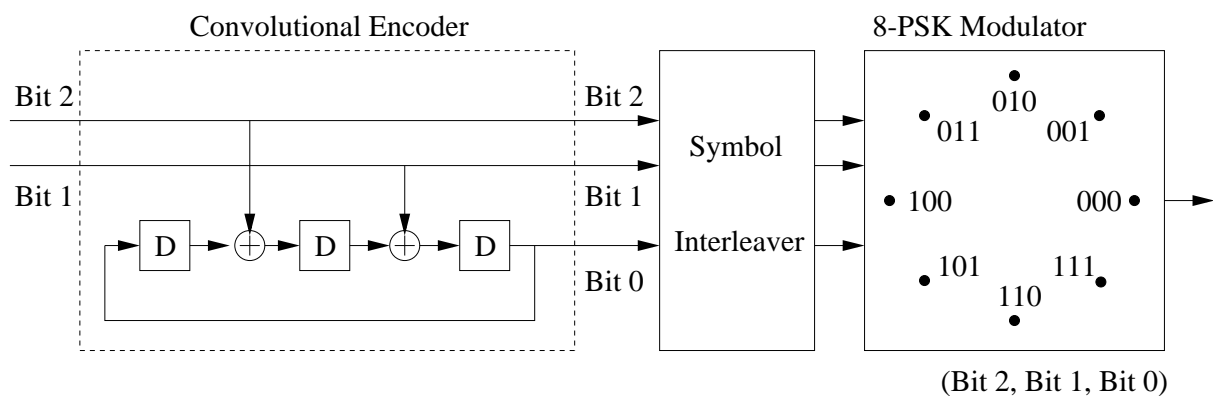 Convolutional Encoder
8-PSK Modulator
Bit 2
Bit 2
010
011
001
Symbol
Bit 1
Bit 1
100
000
D
D
D
Interleaver
Bit 0
101
111
110
(Bit 2, Bit 1, Bit 0)